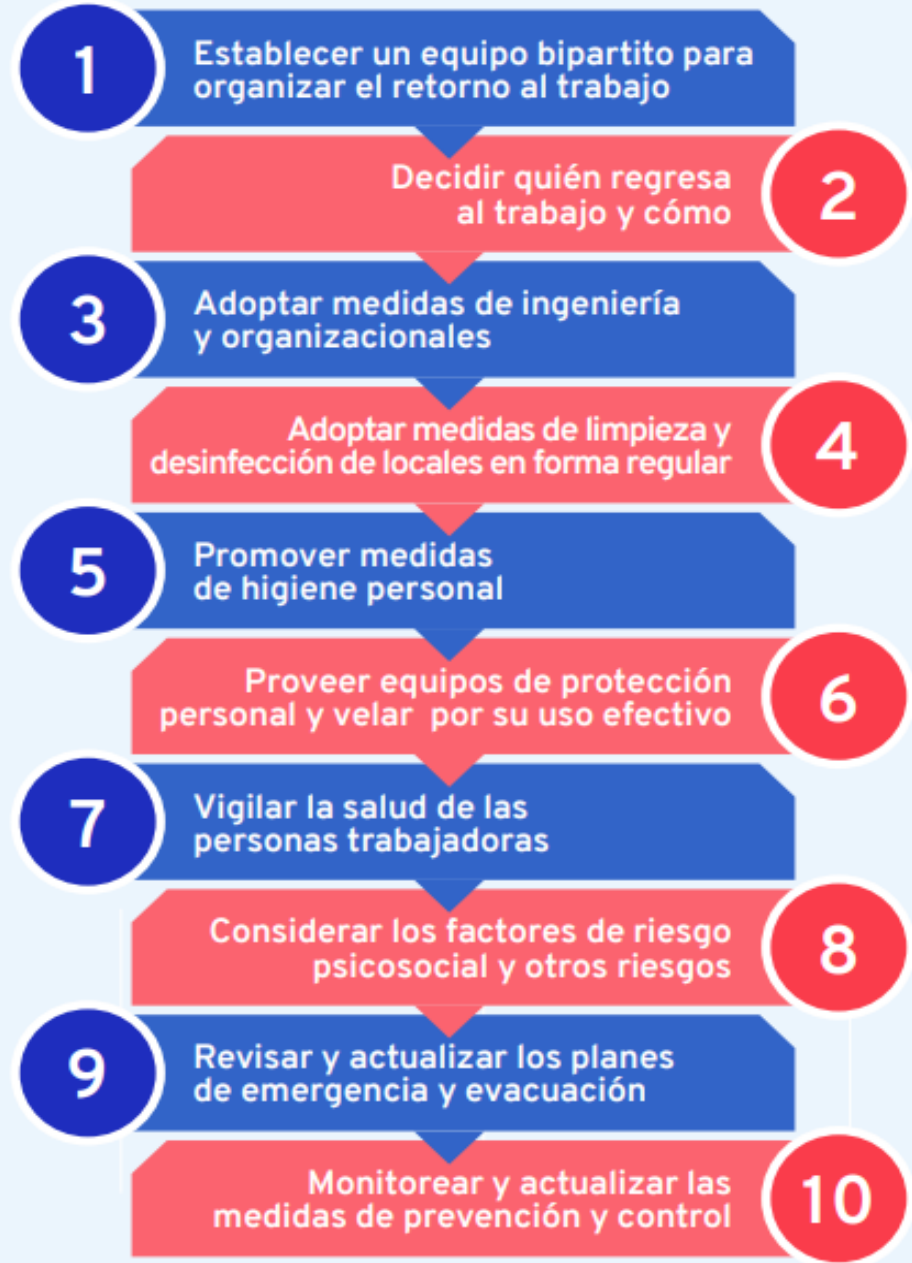 1
Establecer un equipo bipartito para
organizar el retorno al trabajo
Decidir quién regresa
al trabajo y cómo
2
3
Adoptar medidas de ingeniería
y organizacionales
Adoptar medidas de limpieza y
desinfección de locales en forma regular
4
5
Promover medidas
de higiene personal
Proveer equipos de protección
personal y velar por su uso efectivo
6
7
Vigilar la salud de las
personas trabajadoras
Considerar los factores de riesgo
psicosocial y otros riesgos
8
9
Revisar y actualizar los planes
de emergencia y evacuación
Monitorear y actualizar las
medidas de prevención y control
10